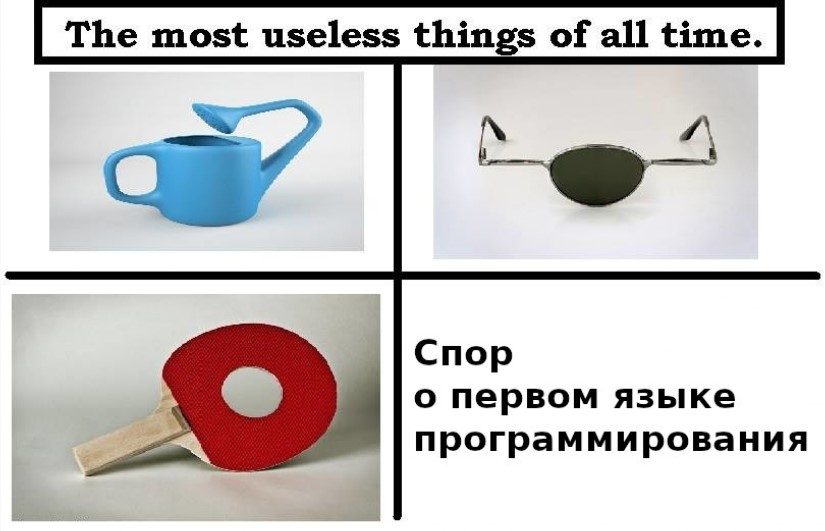 The most useless things of all time.
Спор
о первом языке
программирования